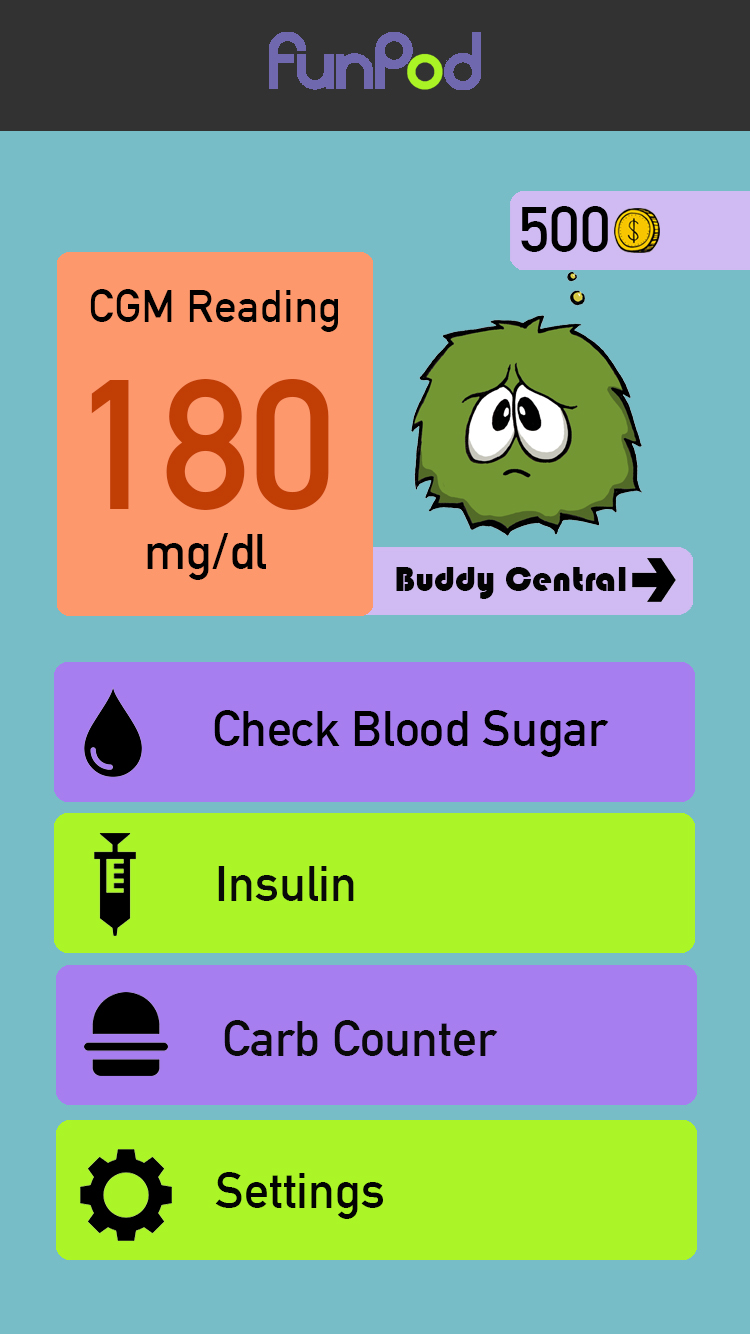 funPod
500
CGM Reading
180
mg/dl
Buddy Central
Check Blood Sugar
Insulin
Carb Counter
Settings